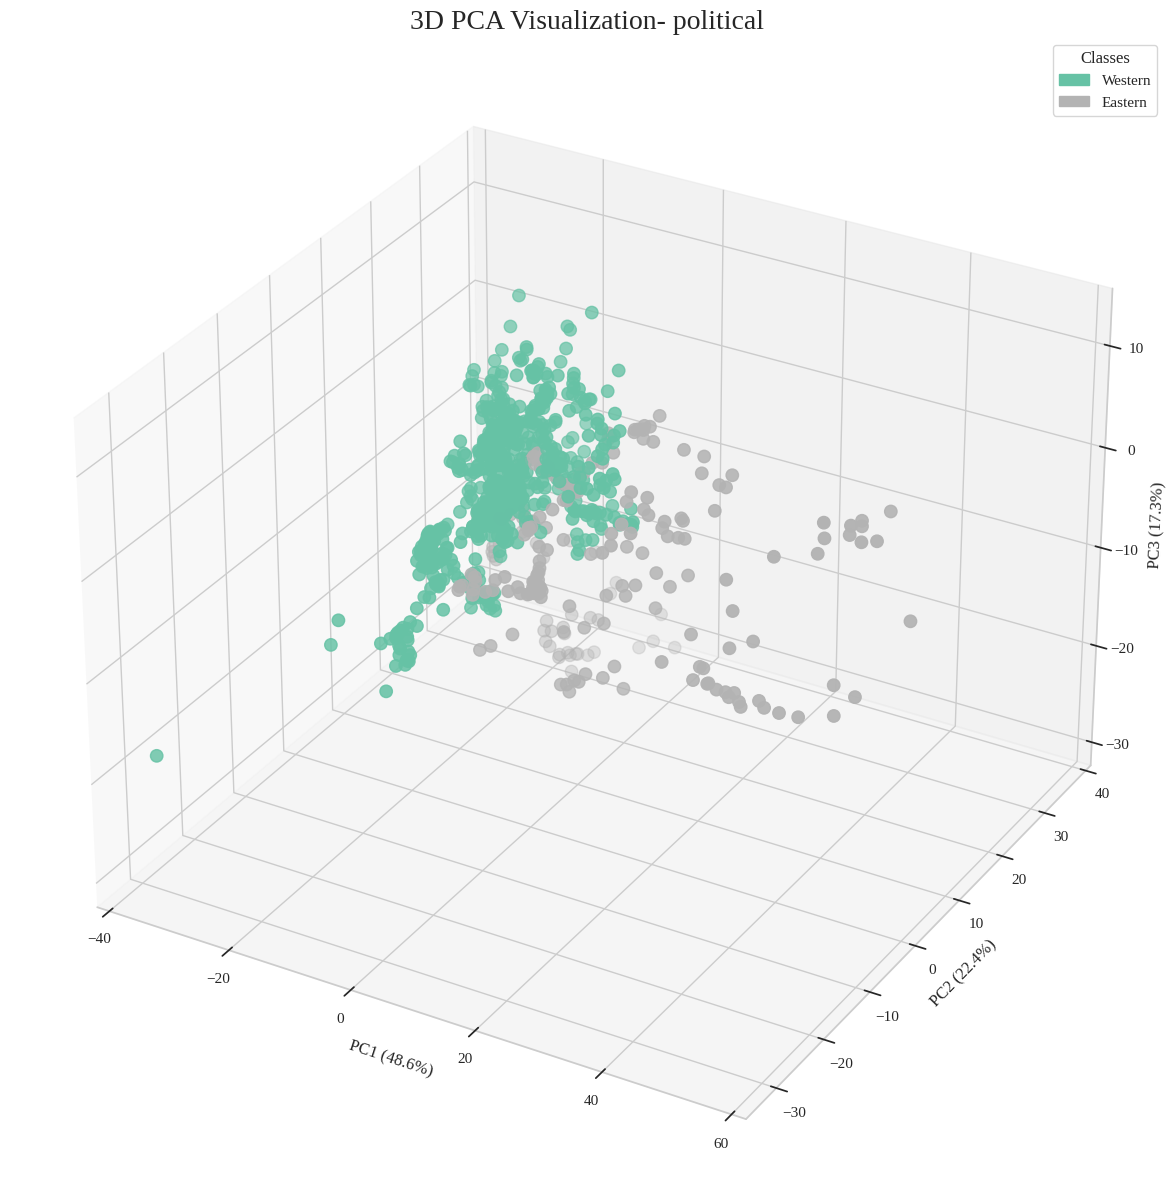 3D PCA Visualization- political
Classes
Western
Eastern
10
0
−10
−20
−30
PC3 (17.3%)
40
30
20
10
0
−10
−20
−30
PC2 (22.4%)
−40
−20
0
20
40
60
PC1 (48.6%)